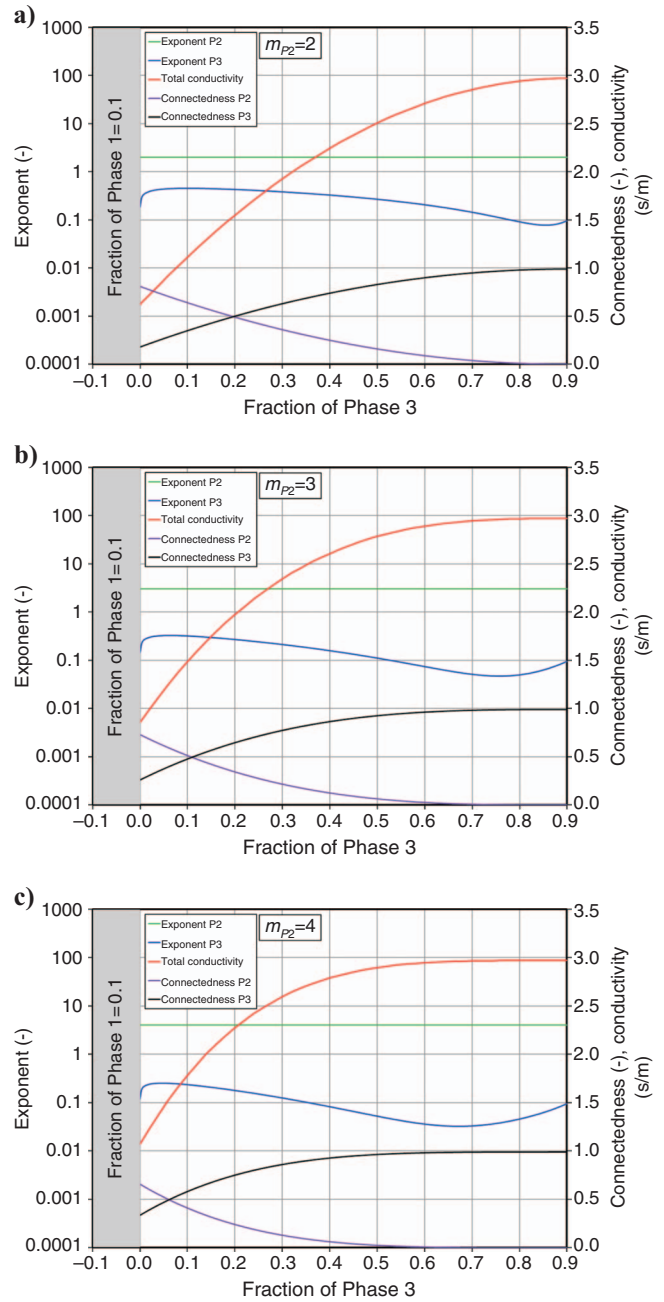 a)
1000
100
10
1
0.1
0.01
0.001
0.0001
Exponent (-)
Fraction of Phase 1=0.1
Exponent P2
Exponent P3
Total conductivity
Connectedness P2
Connectedness P3
mP2=2
3.5
3.0
2.5
2.0
1.5
1.0
0.5
0.0
Connectedness (-), conductivity
(s/m)
–0.1 0.0 0.1 0.2 0.3 0.4 0.5 0.6 0.7 0.8 0.9
Fraction of Phase 3
b)
1000
100
10
1
0.1
0.01
0.001
0.0001
Exponent (-)
Fraction of Phase 1=0.1
Exponent P2
Exponent P3
Total conductivity
Connectedness P2
Connectedness P3
mP2=3
3.5
3.0
2.5
2.0
1.5
1.0
0.5
0.0
Connectedness (-), conductivity
(s/m)
–0.1 0.0 0.1 0.2 0.3 0.4 0.5 0.6 0.7 0.8 0.9
Fraction of Phase 3
c)
1000
100
10
1
0.1
0.01
0.001
0.0001
Exponent (-)
Fraction of Phase 1=0.1
Exponent P2
Exponent P3
Total conductivity
Connectedness P2
Connectedness P3
mP2=4
3.5
3.0
2.5
2.0
1.5
1.0
0.5
0.0
Connectedness (-), conductivity
(s/m)
–0.1 0.0 0.1 0.2 0.3 0.4 0.5 0.6 0.7 0.8 0.9
Fraction of Phase 3